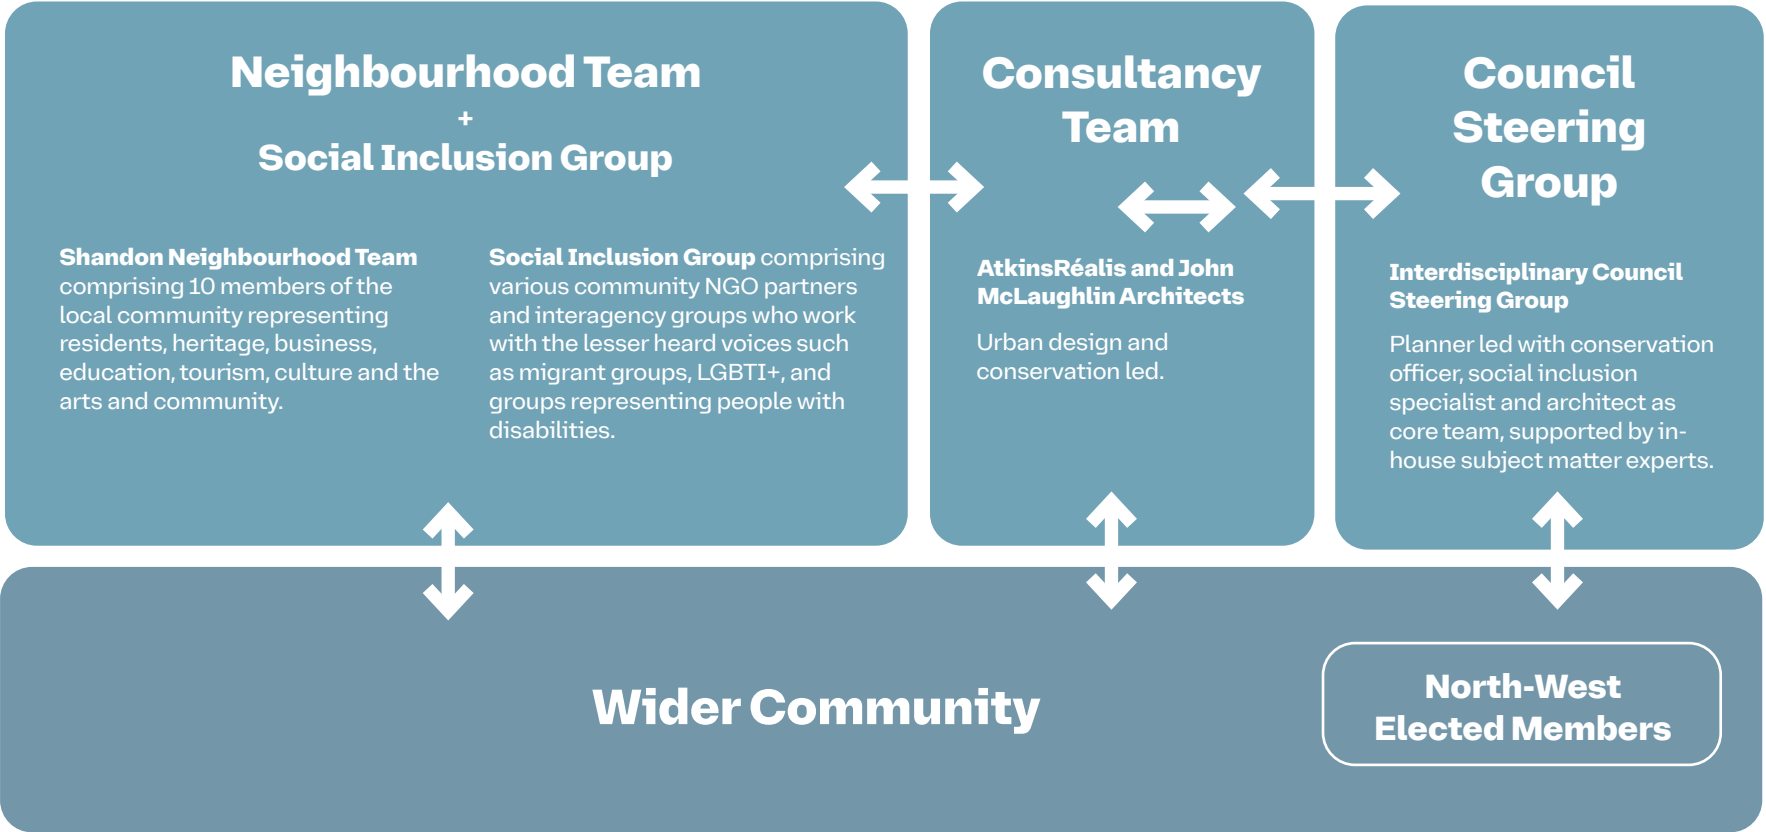 Neighbourhood Team
+
Social Inclusion Group
Shandon Neighbourhood Team
comprising 10 members of the
local community representing
residents, heritage, business,
education, tourism, culture and the
arts and community.
Social Inclusion Group comprising
various community NGO partners
and interagency groups who work
with the lesser heard voices such
as migrant groups, LGBTI+, and
groups representing people with
disabilities.
Consultancy
Team
AtkinsRéalis and John
McLaughlin Architects
Urban design and
conservation led.
Council
Steering
Group
Interdisciplinary Council
Steering Group
Planner led with conservation
officer, social inclusion
specialist and architect as
core team, supported by in-
house subject matter experts.
Wider Community
North-West
Elected Members